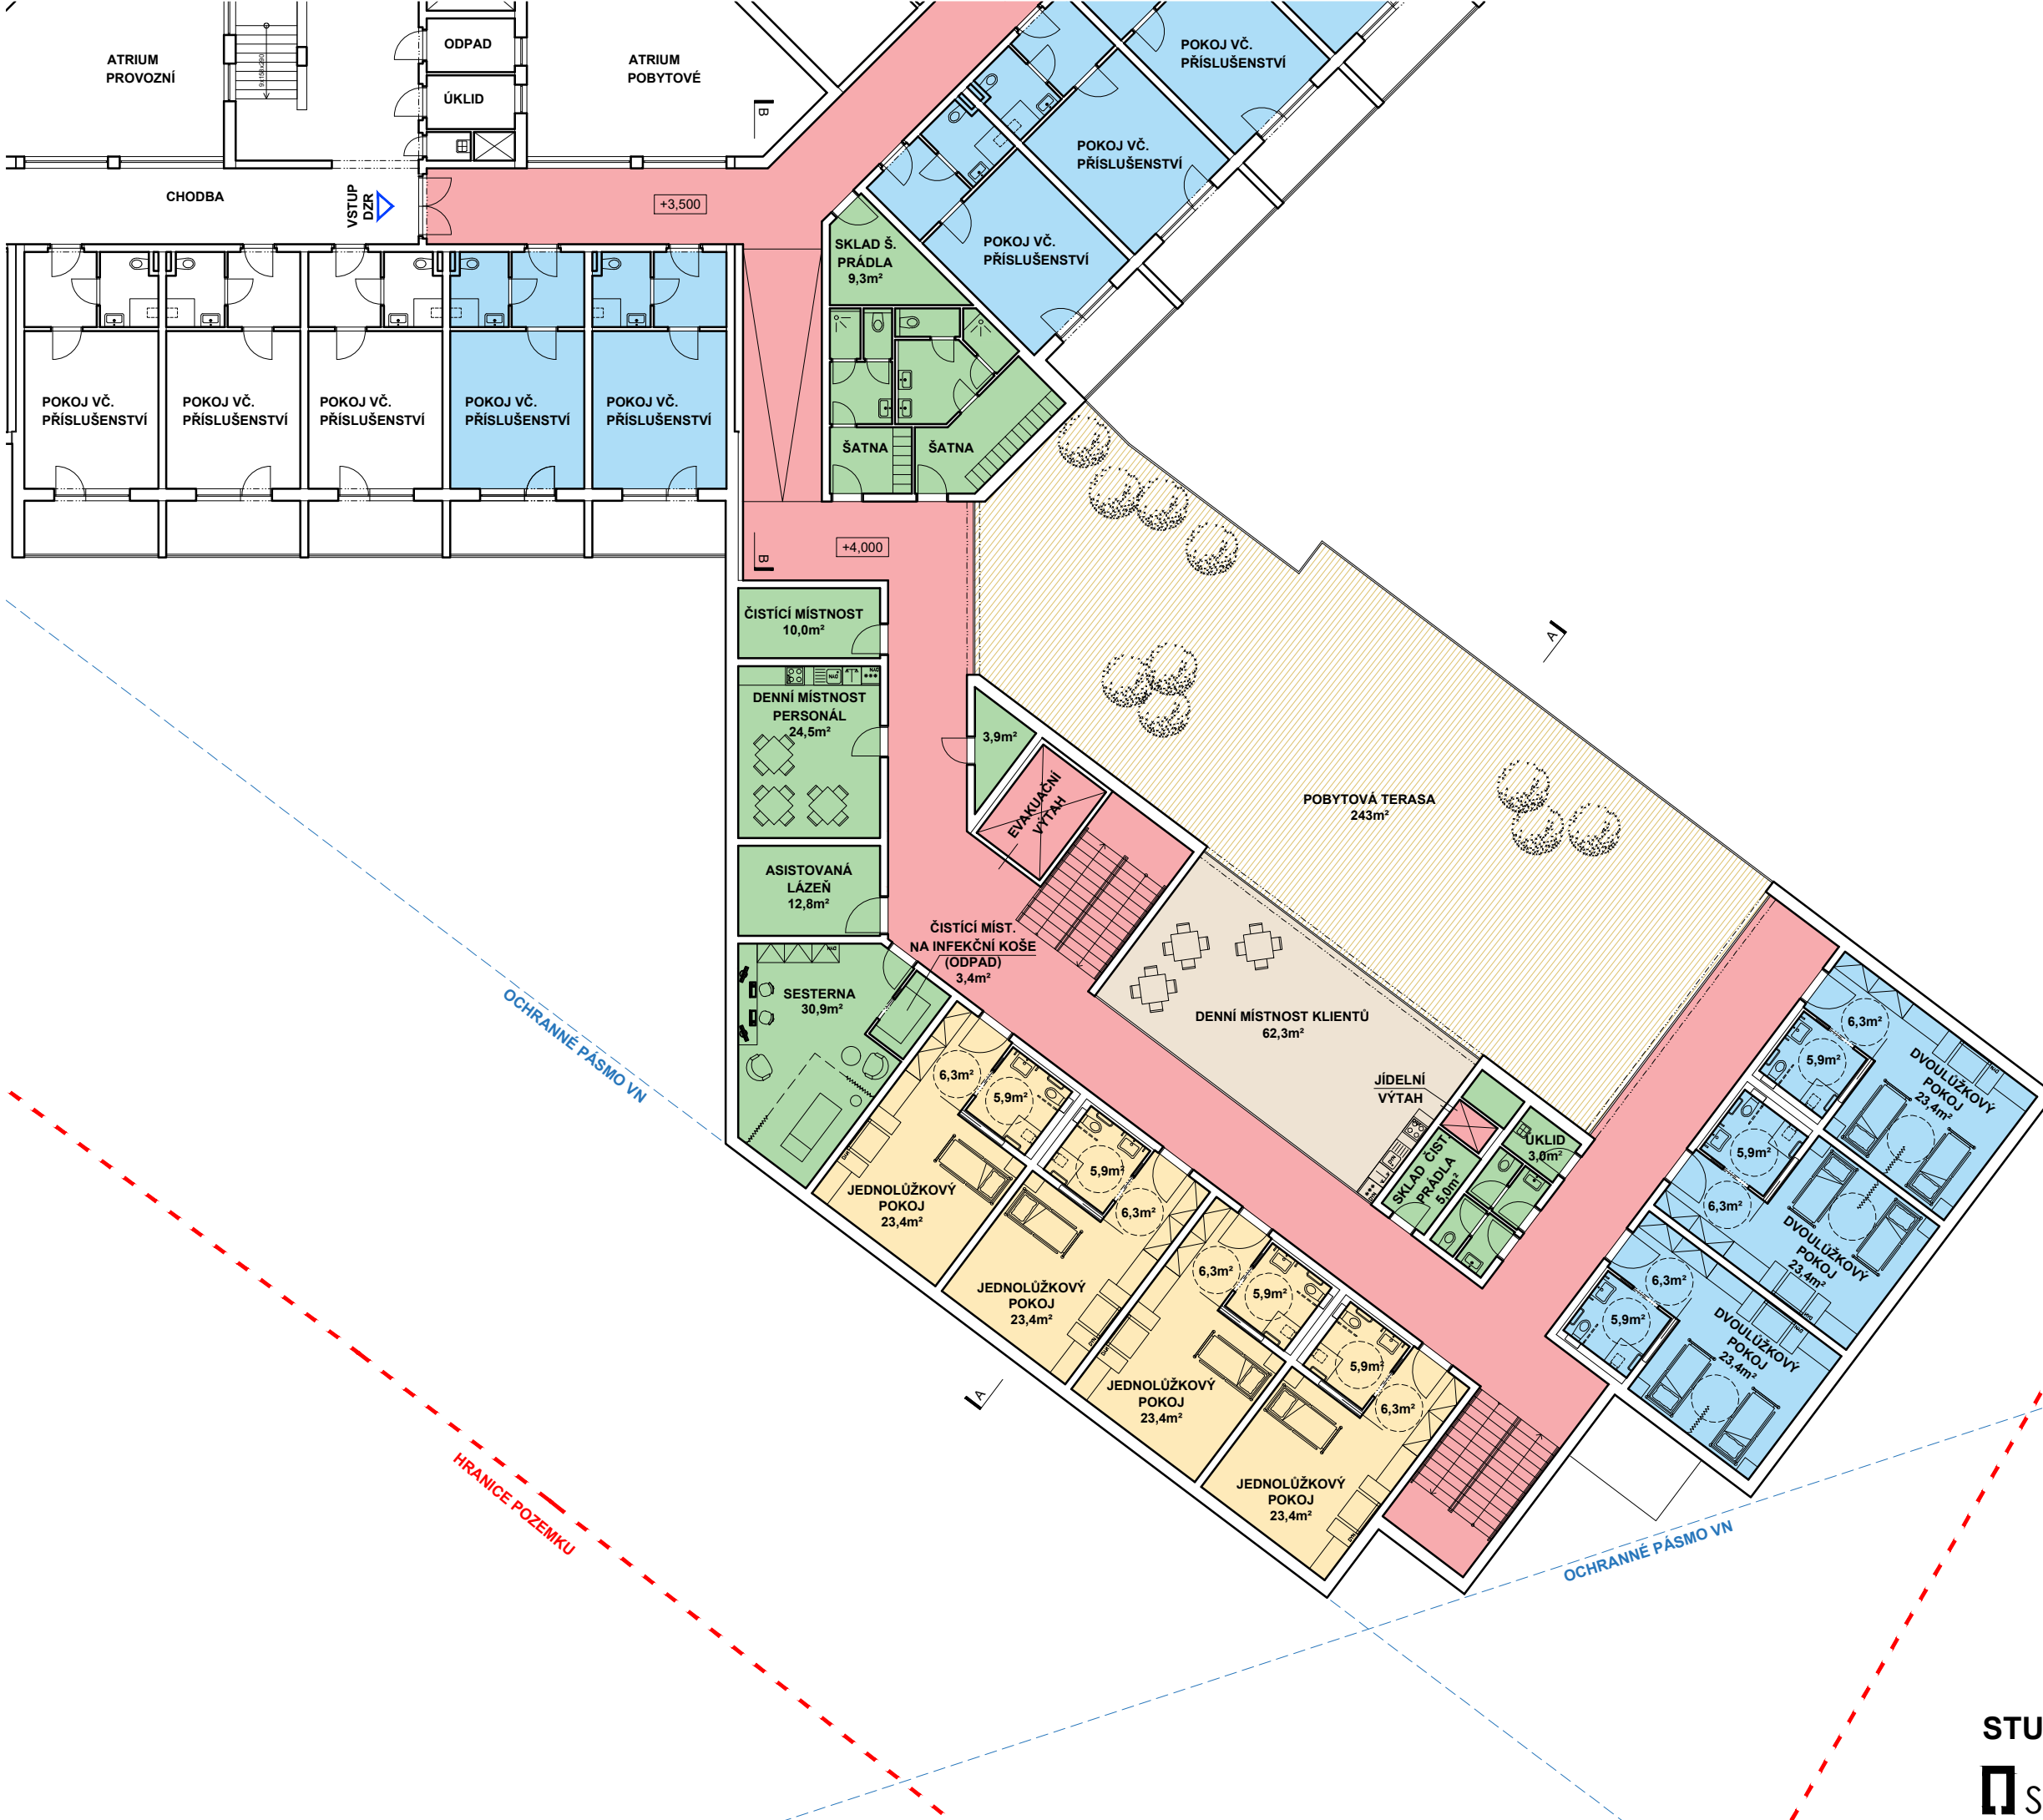 ATRIUM
PROVOZNÍ
9x158x290
ODPAD
ÚKLID
ATRIUM
POBYTOVÉ
B
POKOJ VČ.
PŘÍSLUŠENSTVÍ
POKOJ VČ.
PŘÍSLUŠENSTVÍ
POKOJ VČ.
PŘÍSLUŠENSTVÍ
CHODBA
VSTUP
DZR
+3,500
SKLAD Š.
PRÁDLA
9,3m²
POKOJ VČ.
PŘÍSLUŠENSTVÍ
POKOJ VČ.
PŘÍSLUŠENSTVÍ
POKOJ VČ.
PŘÍSLUŠENSTVÍ
POKOJ VČ.
PŘÍSLUŠENSTVÍ
POKOJ VČ.
PŘÍSLUŠENSTVÍ
ŠATNA
ŠATNA
+4,000
B
ČISTÍCÍ MÍSTNOST
10,0m²
A
DENNÍ MÍSTNOST
PERSONÁL
24,5m²
3,9m²
EVAKUAČNÍ
VÝTAH
POBYTOVÁ TERASA
243m²
ASISTOVANÁ
LÁZEŇ
12,8m²
ČISTÍCÍ MÍST.
NA INFEKČNÍ KOŠE
(ODPAD)
3,4m²
SESTERNA
30,9m²
DENNÍ MÍSTNOST KLIENTŮ
62,3m²
JÍDELNÍ
VÝTAH
SKLAD ČIST.
PRÁDLA
5,0m²
ÚKLID
3,0m²
OCHRANNÉ PÁSMO VN
6,3m²
5,9m²
JEDNOLŮŽKOVÝ
POKOJ
23,4m²
5,9m²
6,3m²
JEDNOLŮŽKOVÝ
POKOJ
23,4m²
6,3m²
5,9m²
JEDNOLŮŽKOVÝ
POKOJ
23,4m²
5,9m²
6,3m²
JEDNOLŮŽKOVÝ
POKOJ
23,4m²
6,3m²
5,9m²
DVOULŮŽKOVÝ
POKOJ
23,4m²
5,9m²
6,3m²
DVOULŮŽKOVÝ
POKOJ
23,4m²
6,3m²
5,9m²
DVOULŮŽKOVÝ
POKOJ
23,4m²
A
HRANICE POZEMKU
OCHRANNÉ PÁSMO VN
STU
S